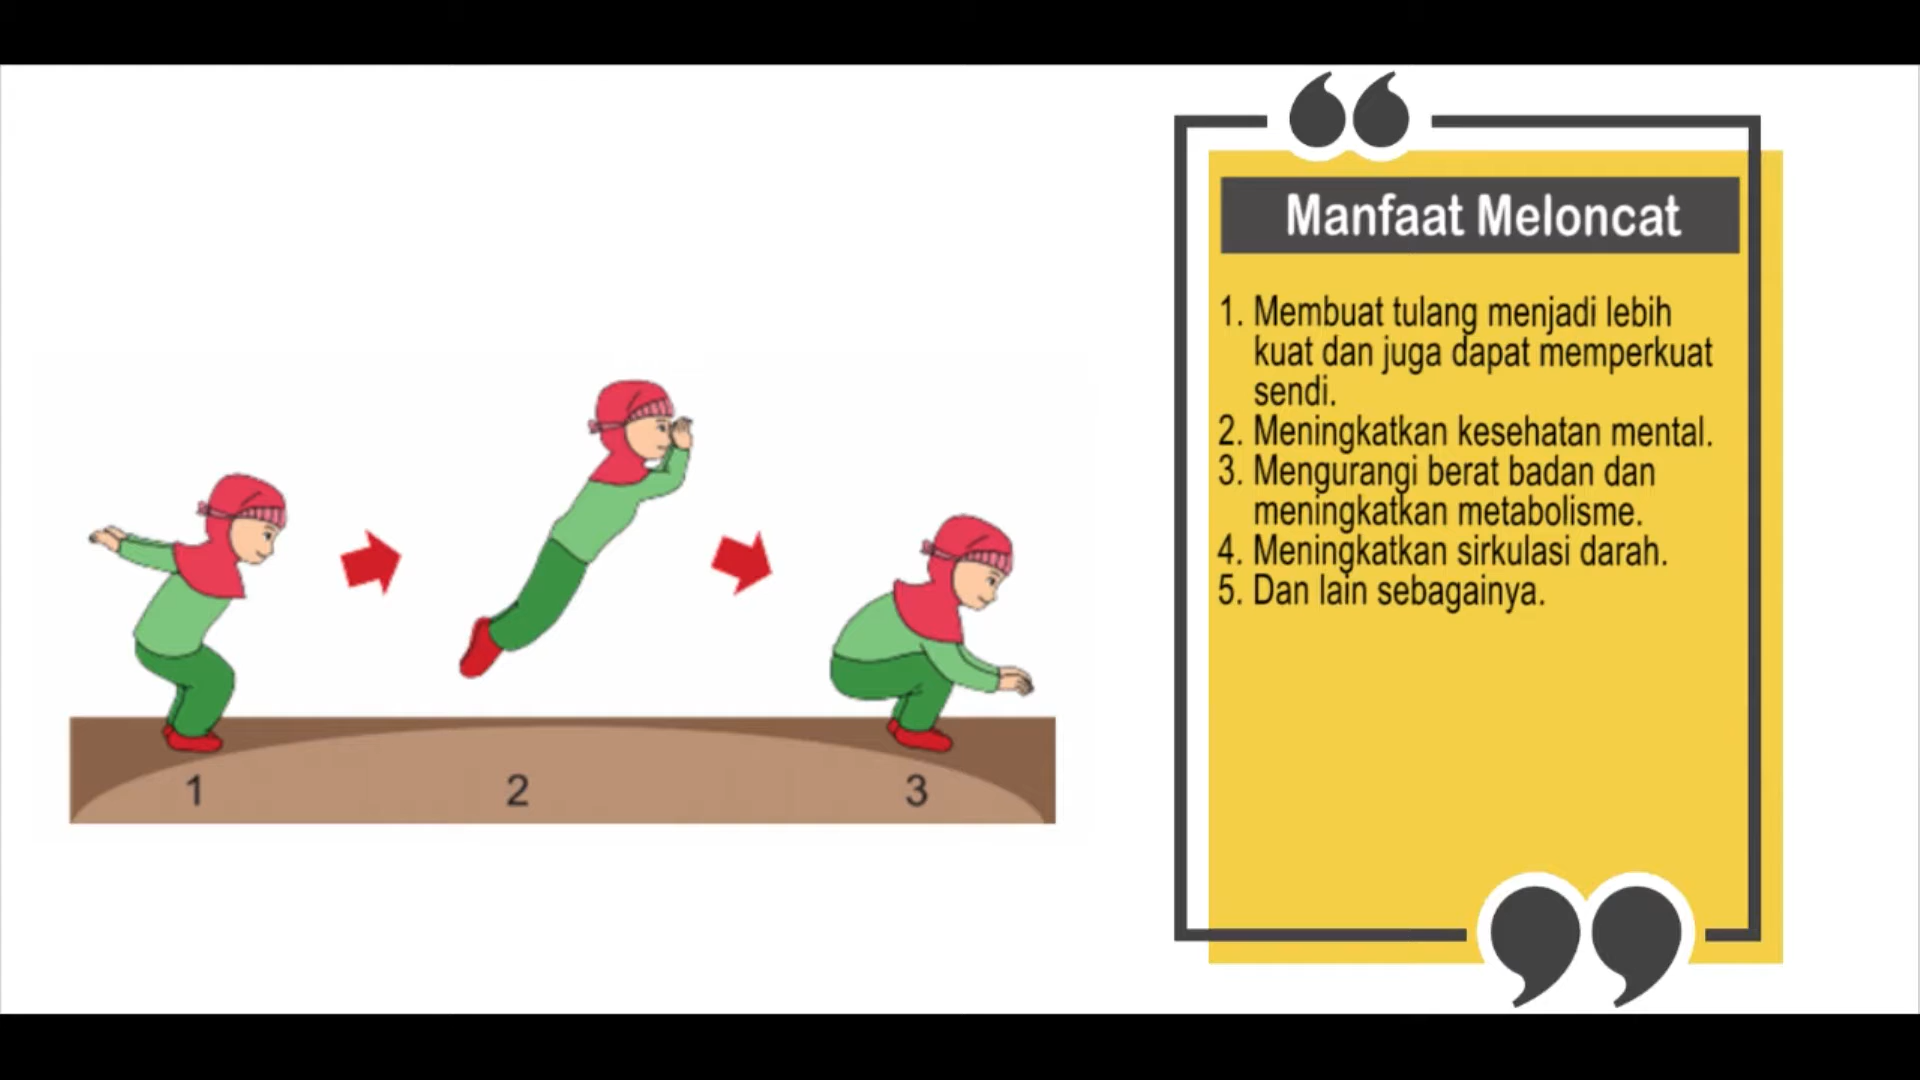 Manfaat Meloncat
1. Membuat tulang menjadi lebih
kuat dan juga dapat memperkuat
sendi.
2. Meningkatkan kesehatan mental.
3. Mengurangi berat badan dan
meningkatkan metabolisme.
4. Meningkatkan sirkulasi darah.
5. Dan lain sebagainya.
1 2 3